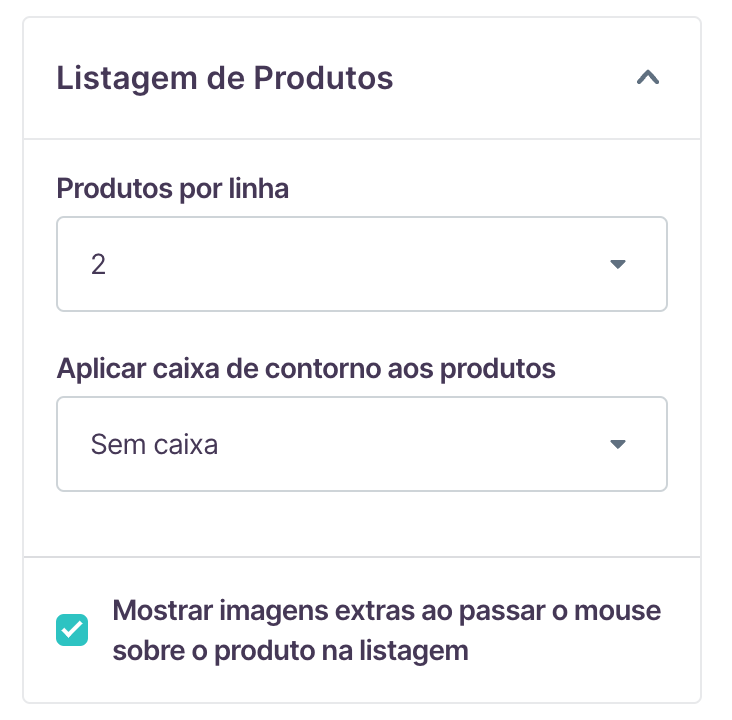 Listagem de Produtos
Produtos por linha
2
Aplicar caixa de contorno aos produtos
Sem caixa
Mostrar imagens extras ao passar o mouse
sobre o produto na listagem